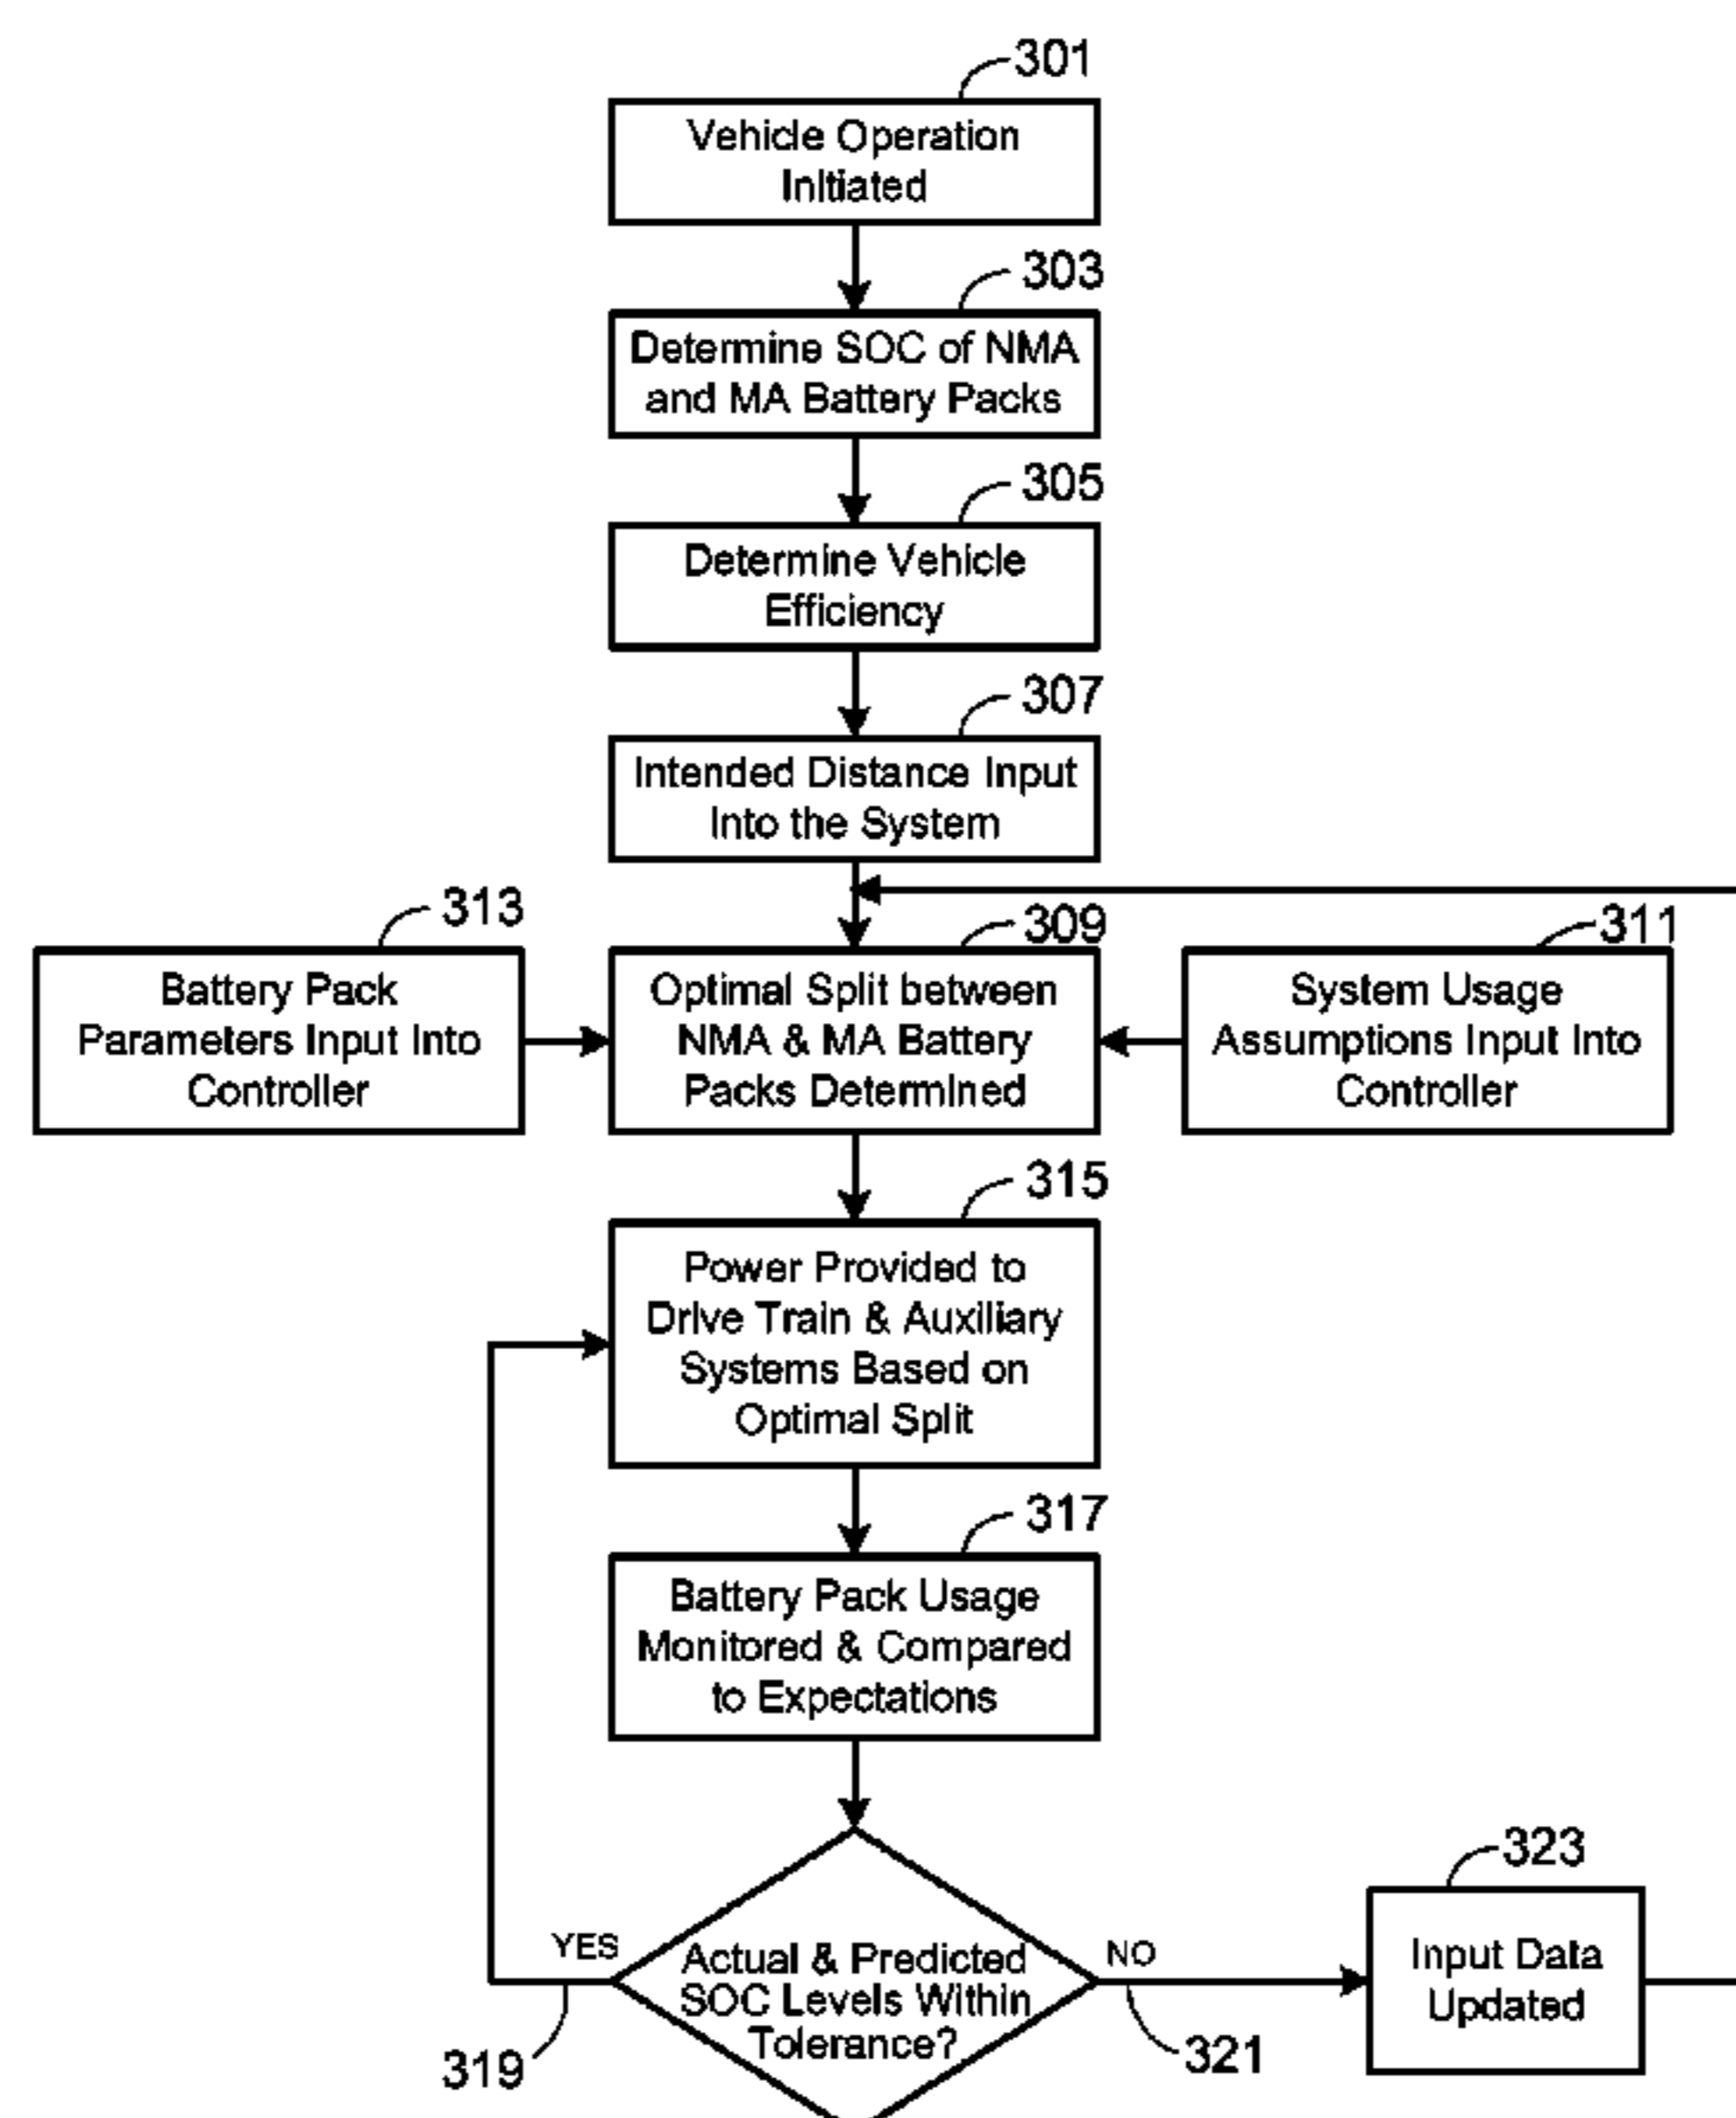 301
Vehicle Operation
Initiated
303
Determine SOC of NMA
and MA Battery Packs
305
Determine Vehicle
Efficiency
307
Intended Distance Input
Into the System
313
Battery Pack
Parameters Input Into
Controller
309
Optimal Split between
NMA & MA Battery
Packs Determined
311
System Usage
Assumptions Input Into
Controller
315
Power Provided to
Drive Train & Auxiliary
Systems Based on
Optimal Split
317
Battery Pack Usage
Monitored & Compared
to Expectations
YES
Actual & Predicted
SOC Levels Within
Tolerance?
NO
319
321
323
Input Data
Updated